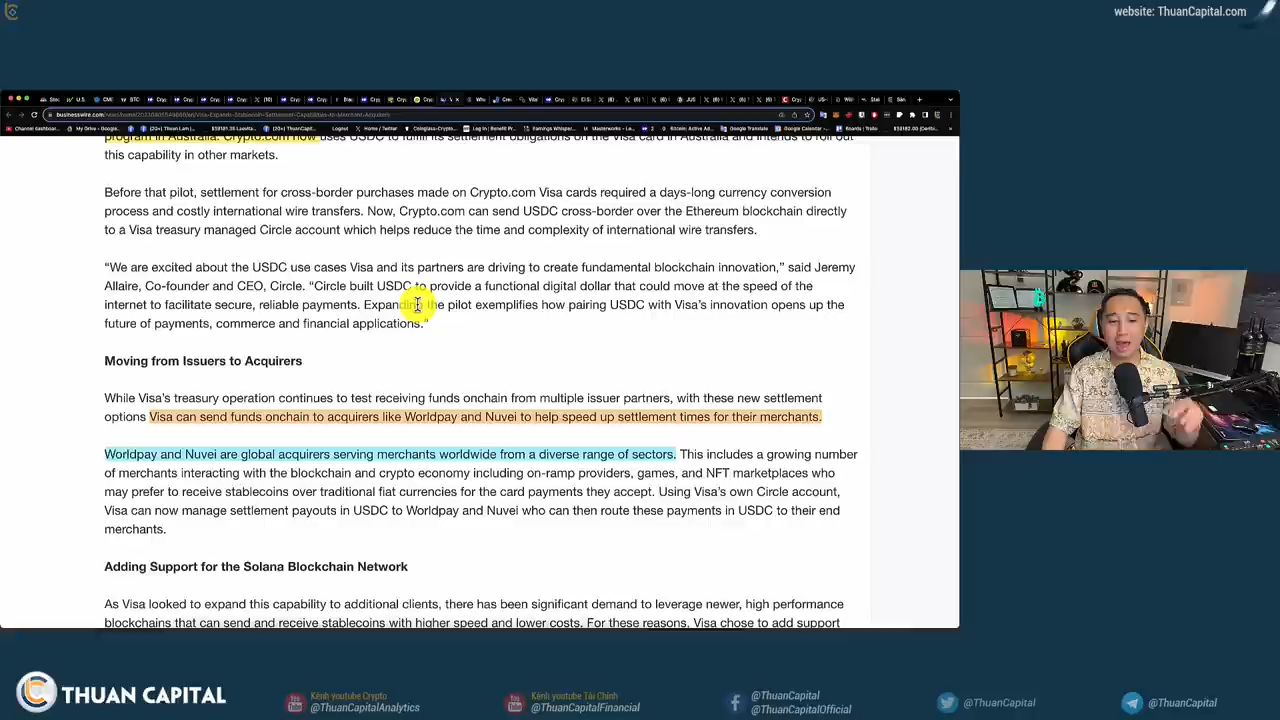 website: ThuanCapital.com
businesswire.com
program in Australia. Crypto.com now uses USDC to fulfill its settlement obligations on the Visa card in Australia and intends to roll out
this capability in other markets.
Before that pilot, settlement for cross-border purchases made on Crypto.com Visa cards required a days-long currency conversion
process and costly international wire transfers. Now, Crypto.com can send USDC cross-border over the Ethereum blockchain directly
to a Visa treasury managed Circle account which helps reduce the time and complexity of international wire transfers.
“We are excited about the USDC use cases Visa and its partners are driving to create fundamental blockchain innovation,” said Jeremy
Allaire, Co-founder and CEO, Circle. “Circle built USDC to provide a functional digital dollar that could move at the speed of the
internet to facilitate secure, reliable payments. Expanding the pilot exemplifies how pairing USDC with Visa’s innovation opens up the
future of payments, commerce and financial applications.”
Moving from Issuers to Acquirers
While Visa’s treasury operation continues to test receiving funds onchain from multiple issuer partners, with these new settlement
options Visa can send funds onchain to acquirers like Worldpay and Nuvei to help speed up settlement times for their merchants.
Worldpay and Nuvei are global acquirers serving merchants worldwide from a diverse range of sectors. This includes a growing number
of merchants interacting with the blockchain and crypto economy including on-ramp providers, games, and NFT marketplaces who
may prefer to receive stablecoins over traditional fiat currencies for the card payments they accept. Using Visa’s own Circle account,
Visa can now manage settlement payouts in USDC to Worldpay and Nuvei who can then route these payments in USDC to their end
merchants.
Adding Support for the Solana Blockchain Network
As Visa looked to expand this capability to additional clients, there has been significant demand to leverage newer, high performance
blockchains that can send and receive stablecoins with higher speed and lower costs. For these reasons, Visa chose to add support
THUAN CAPITAL
Kênh youtube Crypto
@ThuanCapitalAnalytics
Kênh youtube Tài Chính
@ThuanCapitalFinancial
@ThuanCapital
@ThuanCapitalOfficial
@ThuanCapital
@ThuanCapital